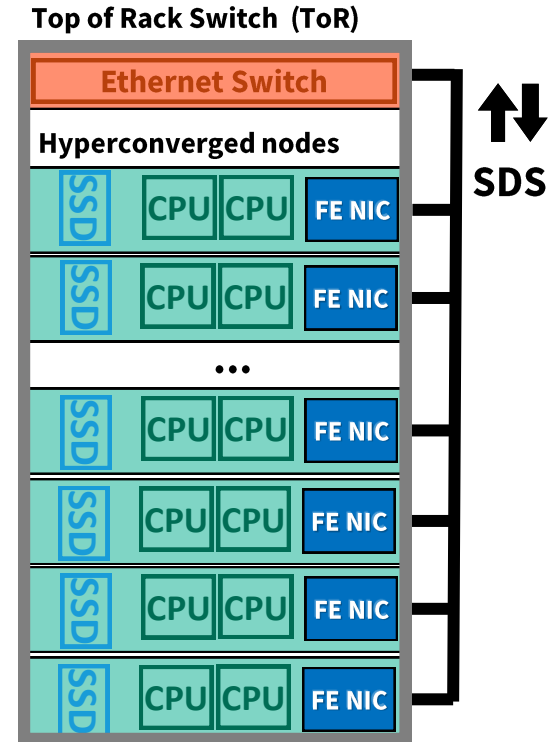 Top of Rack Switch (ToR)
Ethernet Switch
SDS
Hyperconverged nodes
SSD CPU CPU FE NIC
SSD CPU CPU FE NIC
...
SSD CPU CPU FE NIC
SSD CPU CPU FE NIC
SSD CPU CPU FE NIC
SSD CPU CPU FE NIC